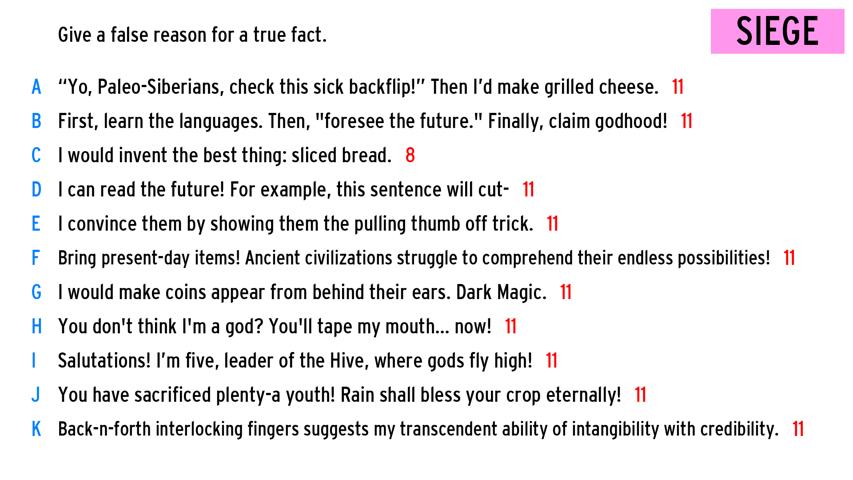 Give a false reason for a true fact.
SIEGE
A “Yo, Paleo-Siberians, check this sick backflip!” Then I’d make grilled cheese. 11
B First, learn the languages. Then, "foresee the future." Finally, claim godhood! 11
C I would invent the best thing: sliced bread. 8
D I can read the future! For example, this sentence will cut- 11
E I convince them by showing them the pulling thumb off trick. 11
F Bring present-day items! Ancient civilizations struggle to comprehend their endless possibilities! 11
G I would make coins appear from behind their ears. Dark Magic. 11
H You don't think I'm a god? You'll tape my mouth... now! 11
I Salutations! I’m five, leader of the Hive, where gods fly high! 11
J You have sacrificed plenty-a youth! Rain shall bless your crop eternally! 11
K Back-n-forth interlocking fingers suggests my transcendent ability of intangibility with credibility. 11